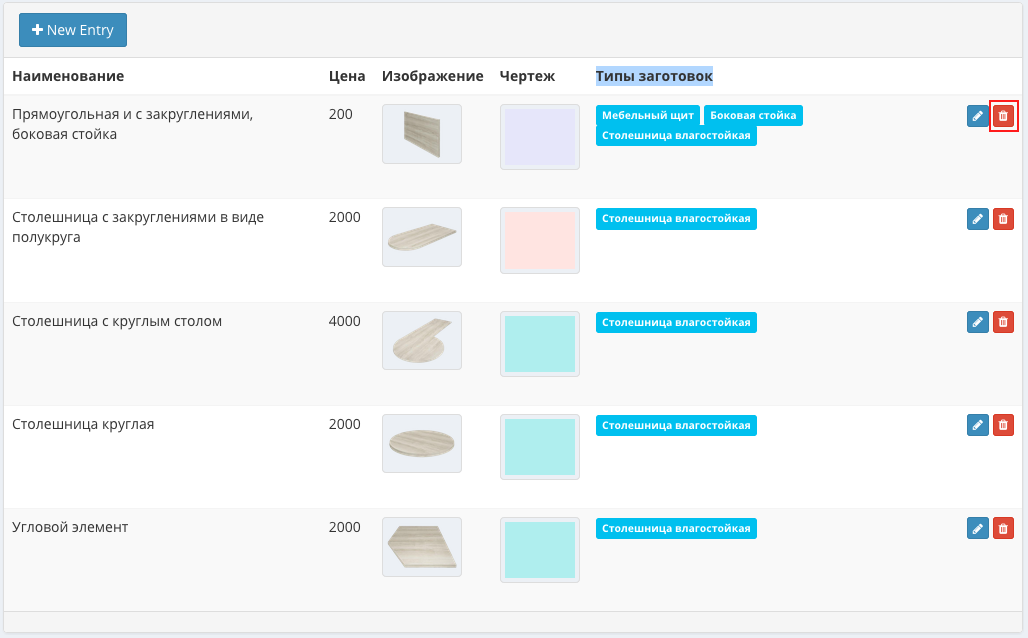 New Entry
Наименование Цена Изображение Чертеж Типы заготовок
Прямоугольная и с закруглениями, 200 Мебельный щит Боковая стойка
боковая стойка Столешница влагостойкая
Столешница с закруглениями в виде 2000 Столешница влагостойкая
полукруга
Столешница с круглым столом 4000 Столешница влагостойкая
Столешница круглая 2000 Столешница влагостойкая
Угловой элемент 2000 Столешница влагостойкая